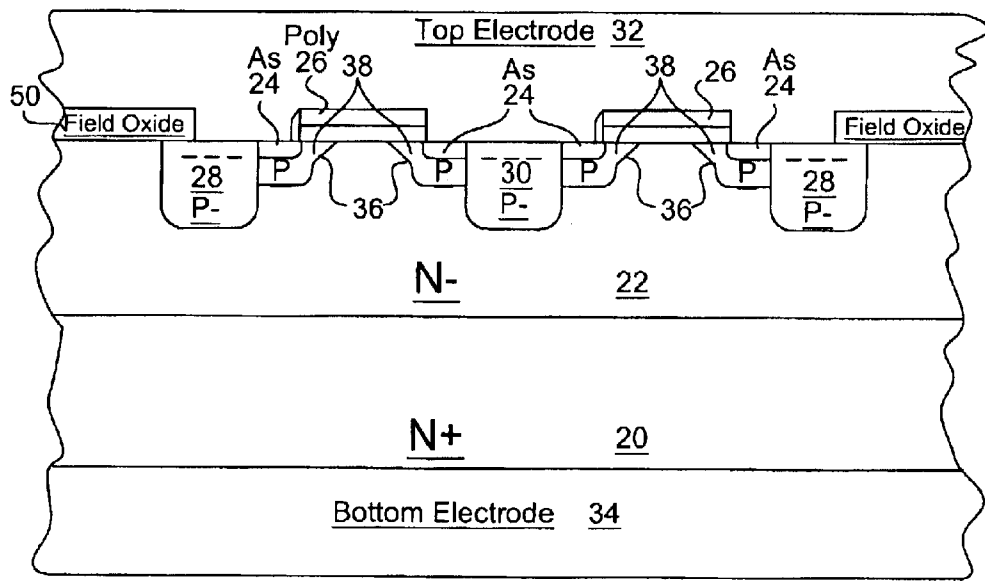 Top Electrode 32
Poly
As 26 38 As 38 26 As
24 24 24
50 Field Oxide Field Oxide
28 P P 30 P P 28
P- 36 P- 36 P-
N- 22
N+ 20
Bottom Electrode 34